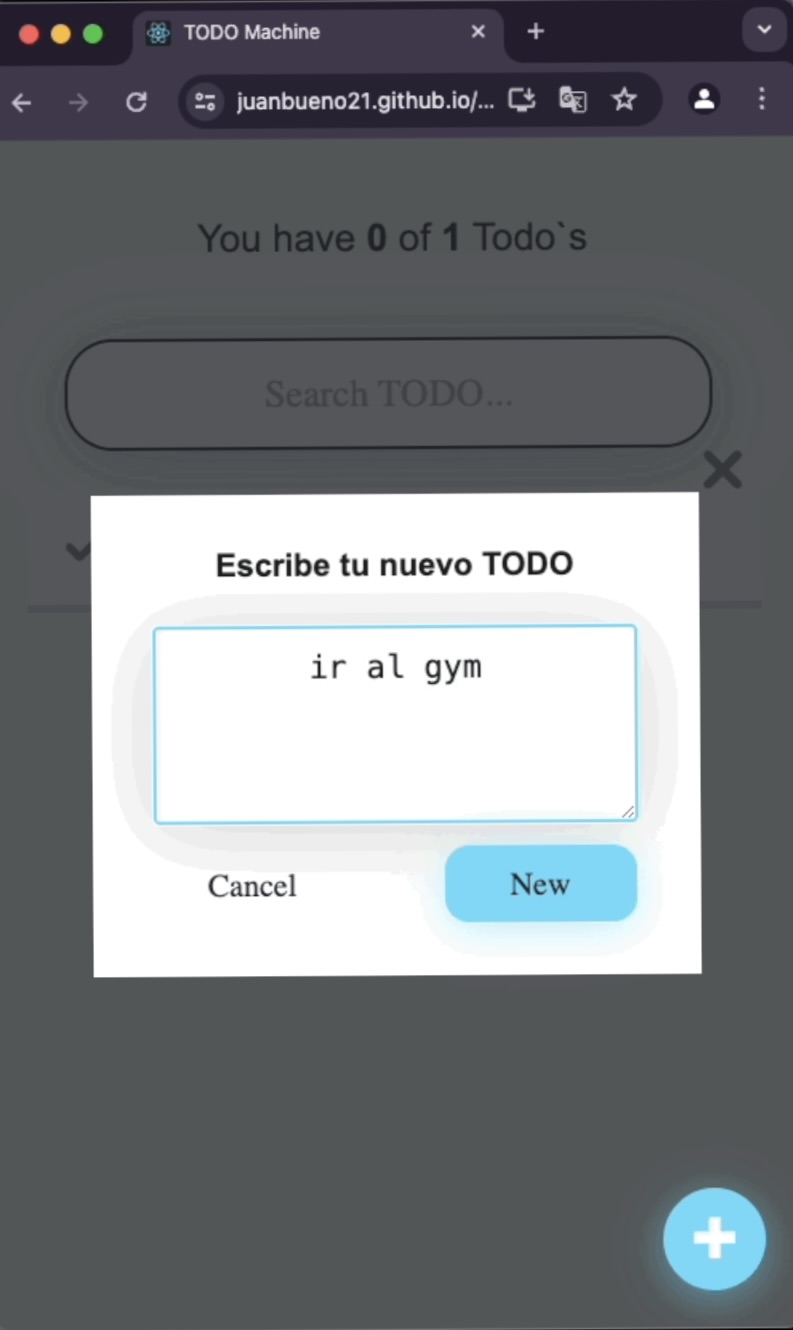 TODO Machine
juanbueno21.github.io/...
You have 0 of 1 Todo`s
Search TODO...
Escribe tu nuevo TODO
ir al gym
Cancel
New